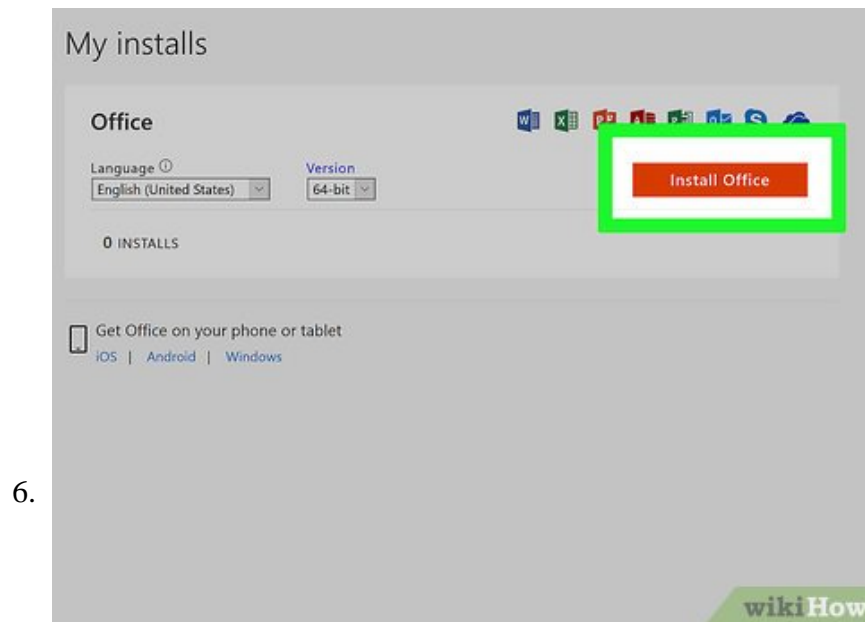 My installs
Office
Language
Version
English (United States)
64-bit
Install Office
0 INSTALLS
Get Office on your phone or tablet
iOS | Android | Windows
6.
wikiHow